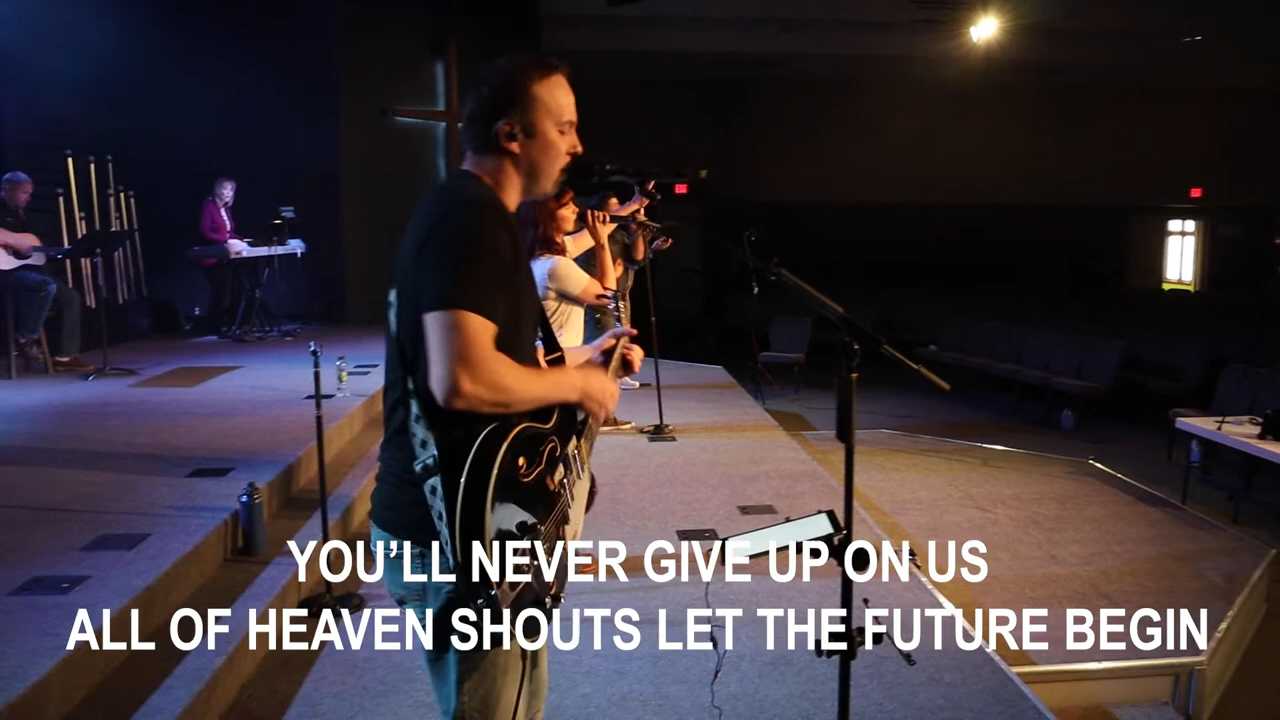 YOU'LL NEVER GIVE UP ON US
ALL OF HEAVEN SHOUTS LET THE FUTURE BEGIN